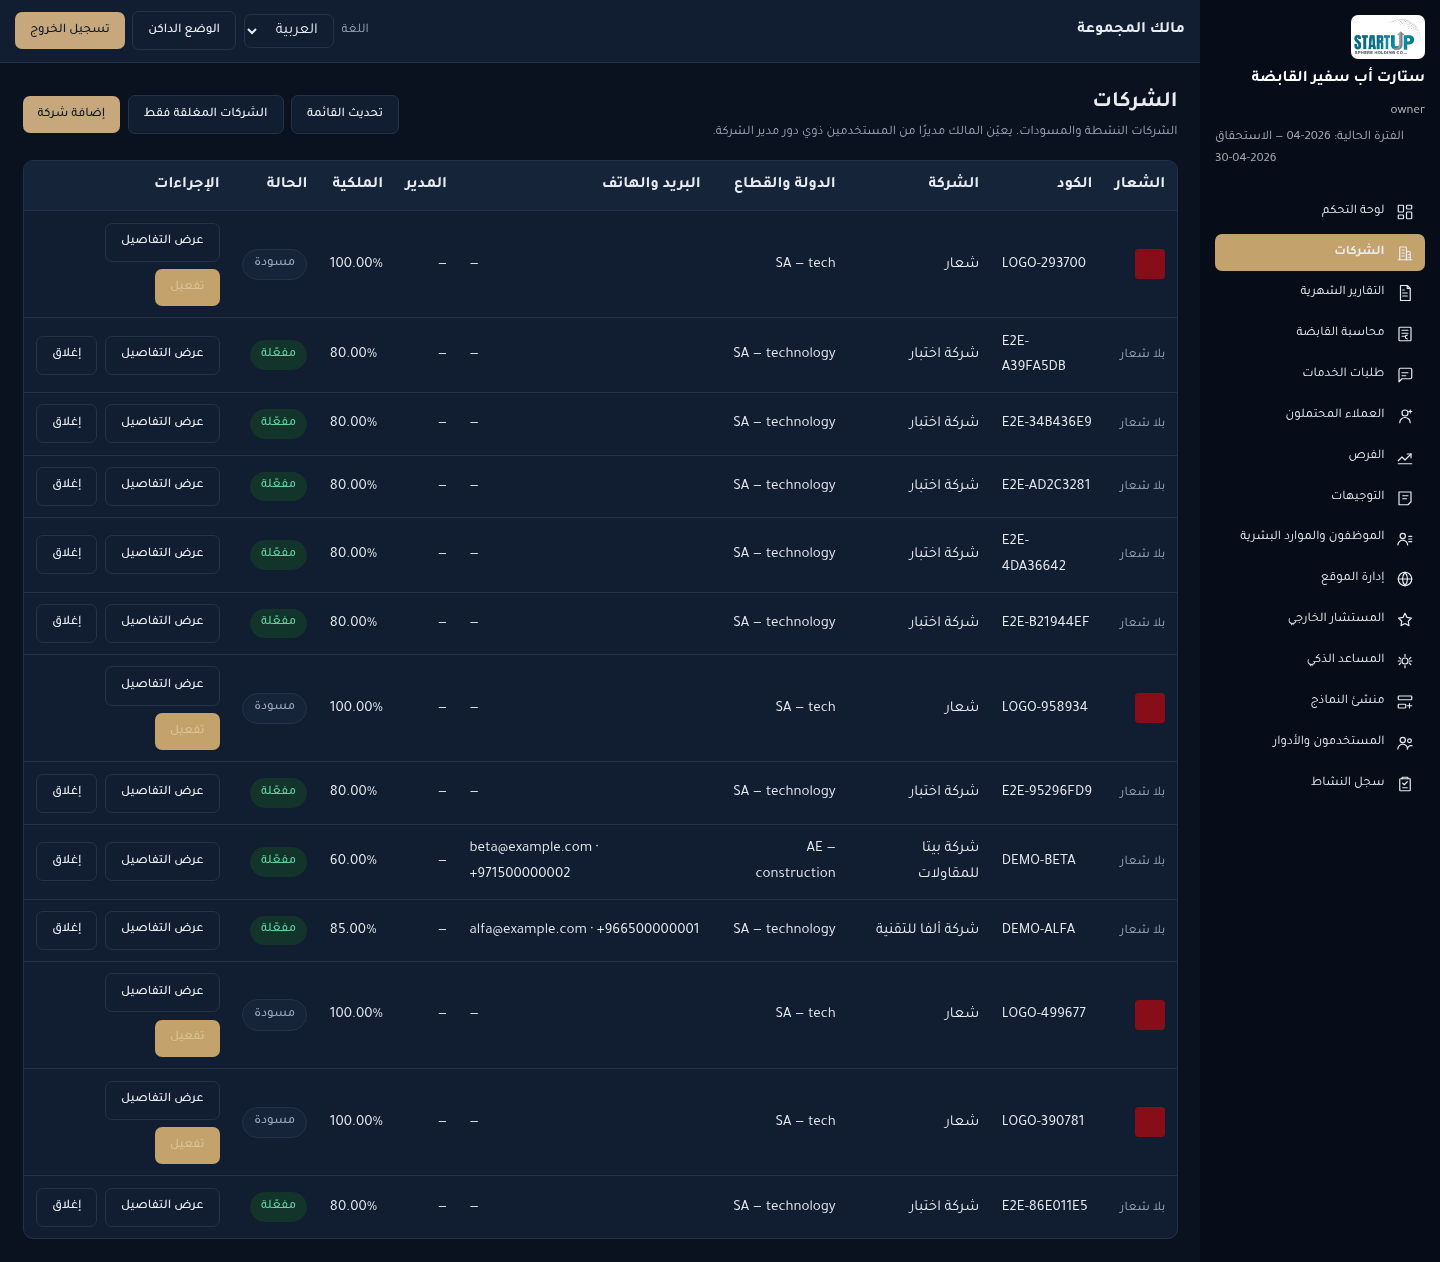 مالك المجموعة
اللغة
العربية
الوضع الداكن
تسجيل الخروج
STARTUP
SPHERE HOLDING CO...
ستارت أب سفير القابضة
owner
الفترة الحالية: 2026-04 — الاستحقاق
30-04-2026
لوحة التحكم
الشركات
التقارير الشهرية
محاسبة القابضة
طلبات الخدمات
العملاء المحتملون
الفرص
التوجيهات
الموظفون والموارد البشرية
إدارة الموقع
المستشار الخارجي
المساعد الذكي
منشئ النماذج
المستخدمون والأدوار
سجل النشاط
الشركات
الشركات النشطة والمسودات. يعيّن المالك مديرًا من المستخدمين ذوي دور مدير الشركة.
تحديث القائمة
الشركات المغلقة فقط
إضافة شركة
الشعار الكود الشركة الدولة والقطاع البريد والهاتف المدير الملكية الحالة الإجراءات
LOGO-293700 شعار SA — tech — — 100.00% مسودة عرض التفاصيل
تفعيل
بلا شعار E2E-
A39FA5DB شركة اختبار SA — technology — — 80.00% مفعّلة عرض التفاصيل إغلاق
بلا شعار E2E-34B436E9 شركة اختبار SA — technology — — 80.00% مفعّلة عرض التفاصيل إغلاق
بلا شعار E2E-AD2C3281 شركة اختبار SA — technology — — 80.00% مفعّلة عرض التفاصيل إغلاق
بلا شعار E2E-
4DA36642 شركة اختبار SA — technology — — 80.00% مفعّلة عرض التفاصيل إغلاق
بلا شعار E2E-B21944EF شركة اختبار SA — technology — — 80.00% مفعّلة عرض التفاصيل إغلاق
LOGO-958934 شعار SA — tech — — 100.00% مسودة عرض التفاصيل
تفعيل
بلا شعار E2E-95296FD9 شركة اختبار SA — technology — — 80.00% مفعّلة عرض التفاصيل إغلاق
بلا شعار DEMO-BETA شركة بيتا
للمقاولات AE —
construction beta@example.com ·
+971500000002 — 60.00% مفعّلة عرض التفاصيل إغلاق
بلا شعار DEMO-ALFA شركة ألفا للتقنية SA — technology alfa@example.com · +966500000001 — 85.00% مفعّلة عرض التفاصيل إغلاق
LOGO-499677 شعار SA — tech — — 100.00% مسودة عرض التفاصيل
تفعيل
LOGO-390781 شعار SA — tech — — 100.00% مسودة عرض التفاصيل
تفعيل
بلا شعار E2E-86E011E5 شركة اختبار SA — technology — — 80.00% مفعّلة عرض التفاصيل إغلاق